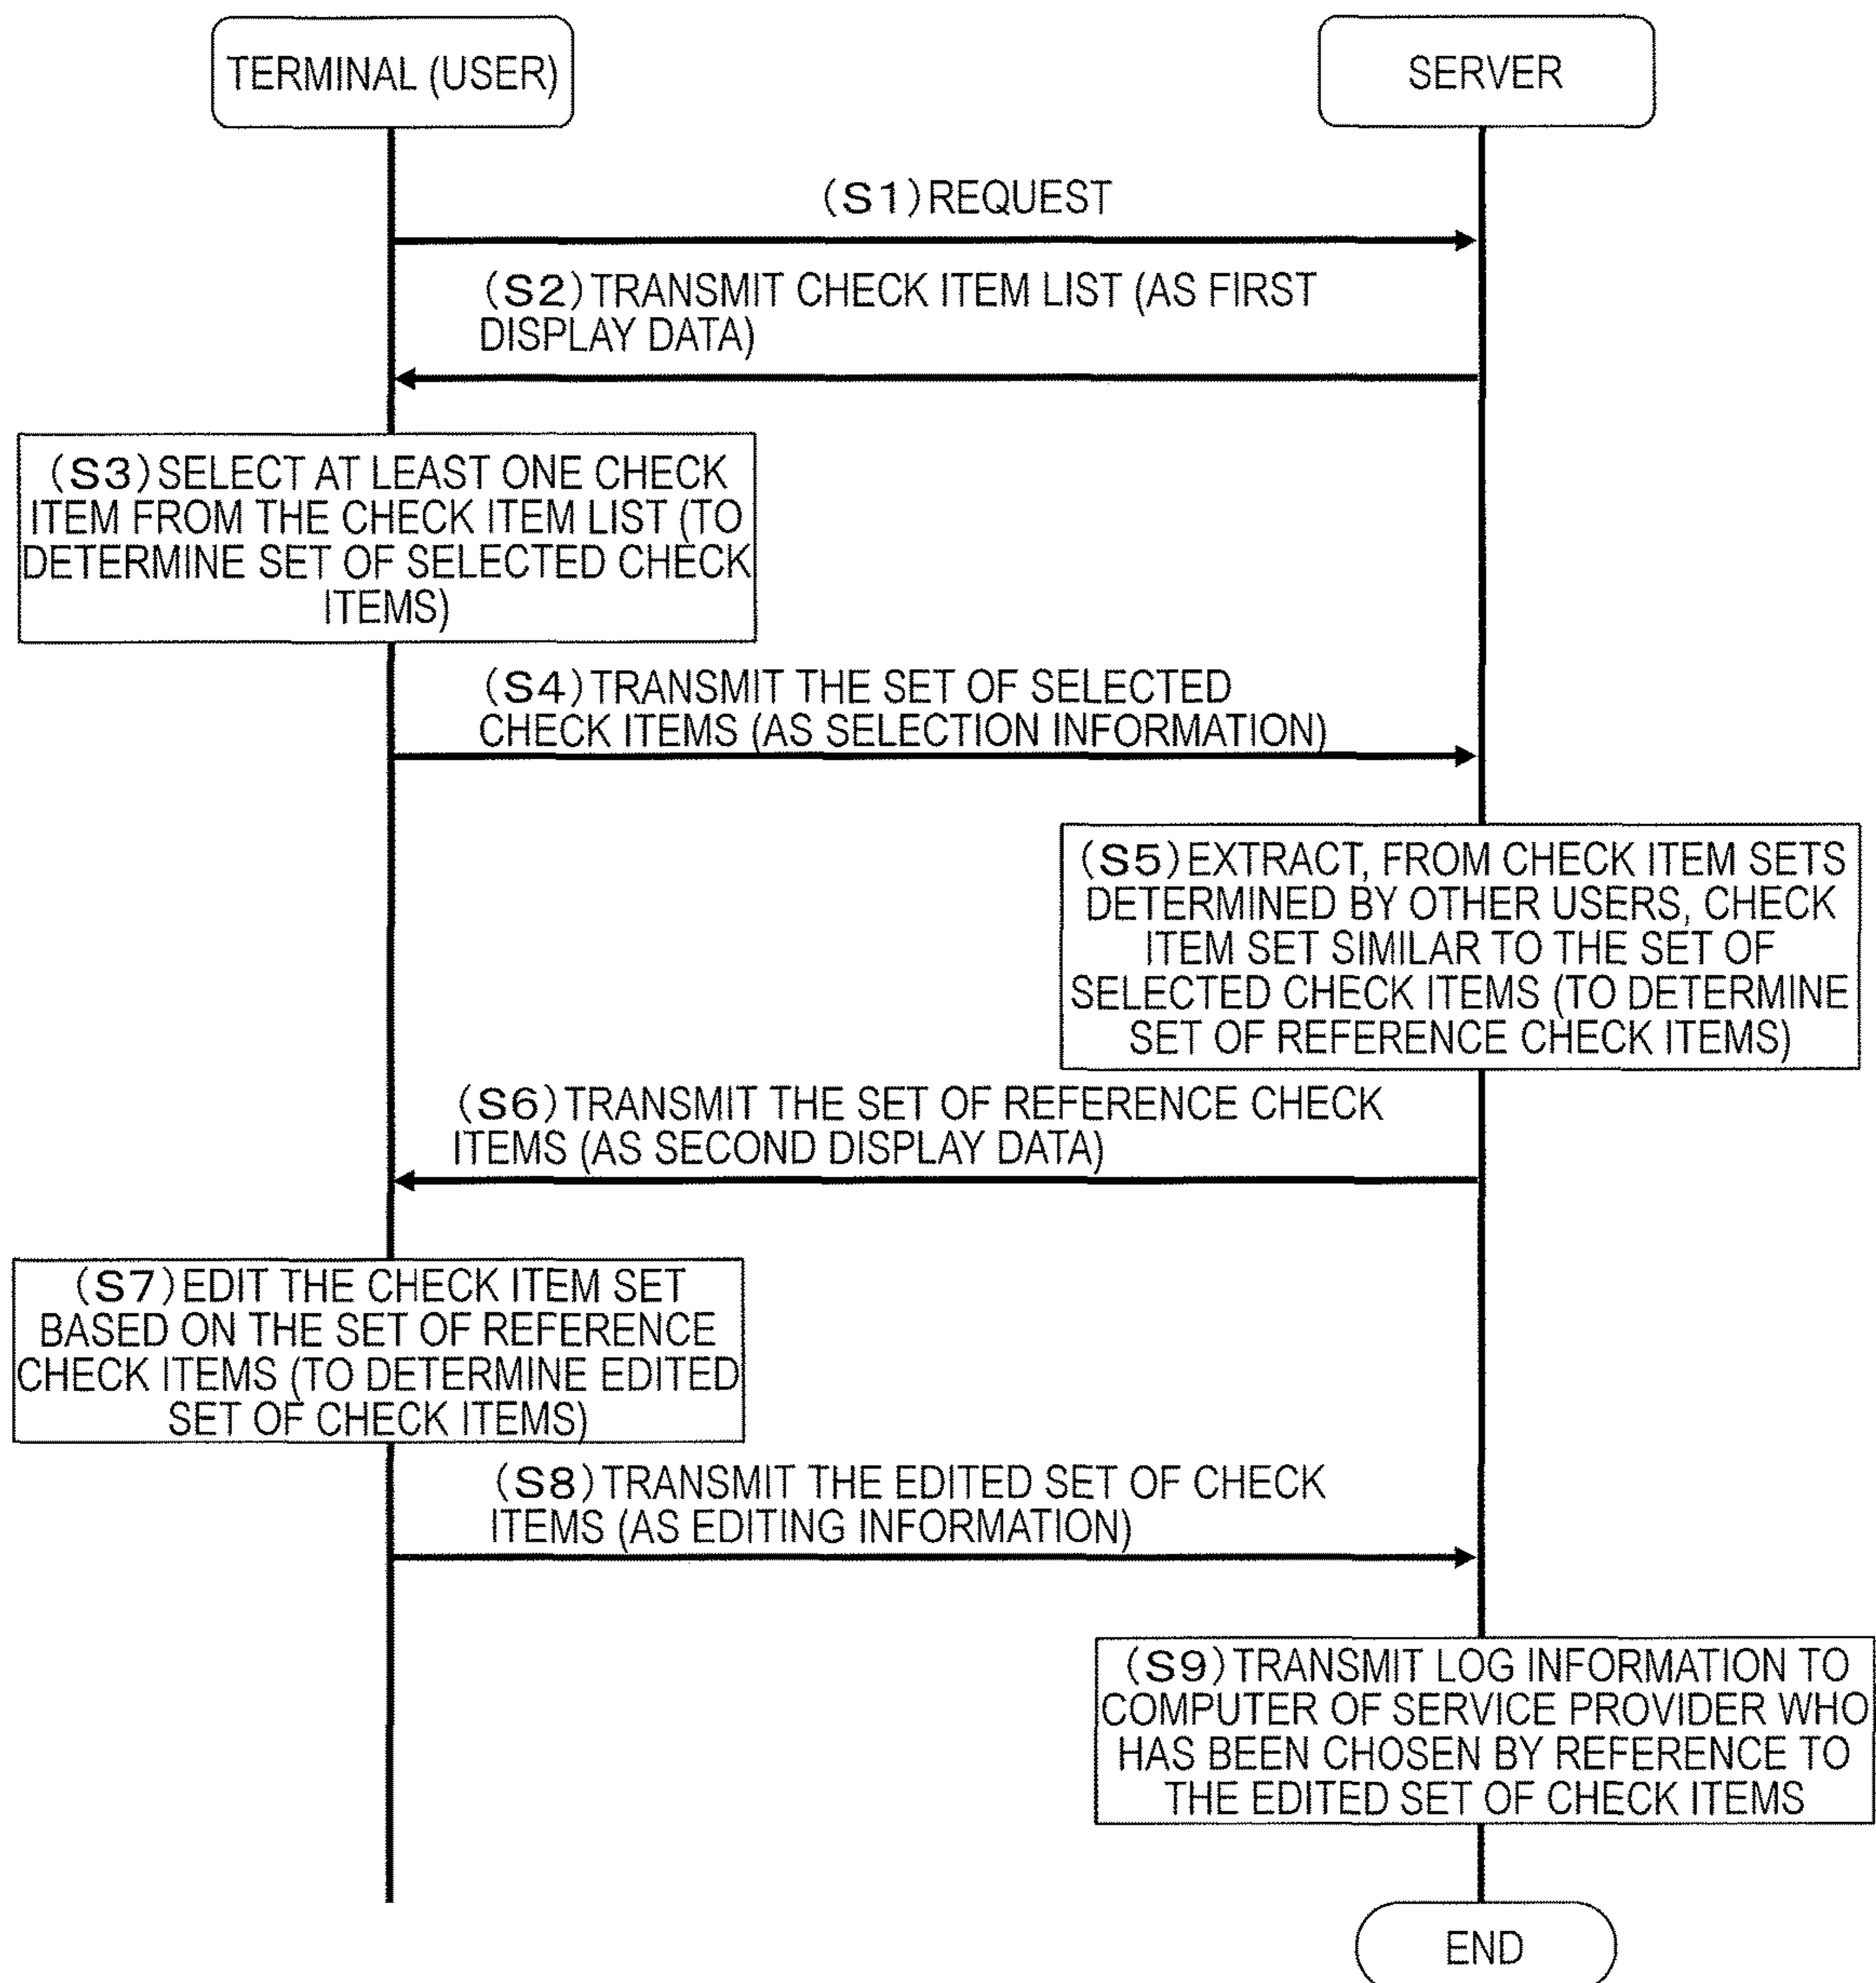 TERMINAL (USER)
SERVER
(S1)REQUEST
(S2)TRANSMIT CHECK ITEM LIST (AS FIRST
DISPLAY DATA)
(S3)SELECT AT LEAST ONE CHECK
ITEM FROM THE CHECK ITEM LIST (TO
DETERMINE SET OF SELECTED CHECK
ITEMS)
(S4)TRANSMIT THE SET OF SELECTED
CHECK ITEMS (AS SELECTION INFORMATION)
(S5)EXTRACT, FROM CHECK ITEM SETS
DETERMINED BY OTHER USERS, CHECK
ITEM SET SIMILAR TO THE SET OF
SELECTED CHECK ITEMS (TO DETERMINE
SET OF REFERENCE CHECK ITEMS)
(S6)TRANSMIT THE SET OF REFERENCE CHECK
ITEMS (AS SECOND DISPLAY DATA)
(S7)EDIT THE CHECK ITEM SET
BASED ON THE SET OF REFERENCE
CHECK ITEMS (TO DETERMINE EDITED
SET OF CHECK ITEMS)
(S8)TRANSMIT THE EDITED SET OF CHECK
ITEMS (AS EDITING INFORMATION)
(S9)TRANSMIT LOG INFORMATION TO
COMPUTER OF SERVICE PROVIDER WHO
HAS BEEN CHOSEN BY REFERENCE TO
THE EDITED SET OF CHECK ITEMS
END